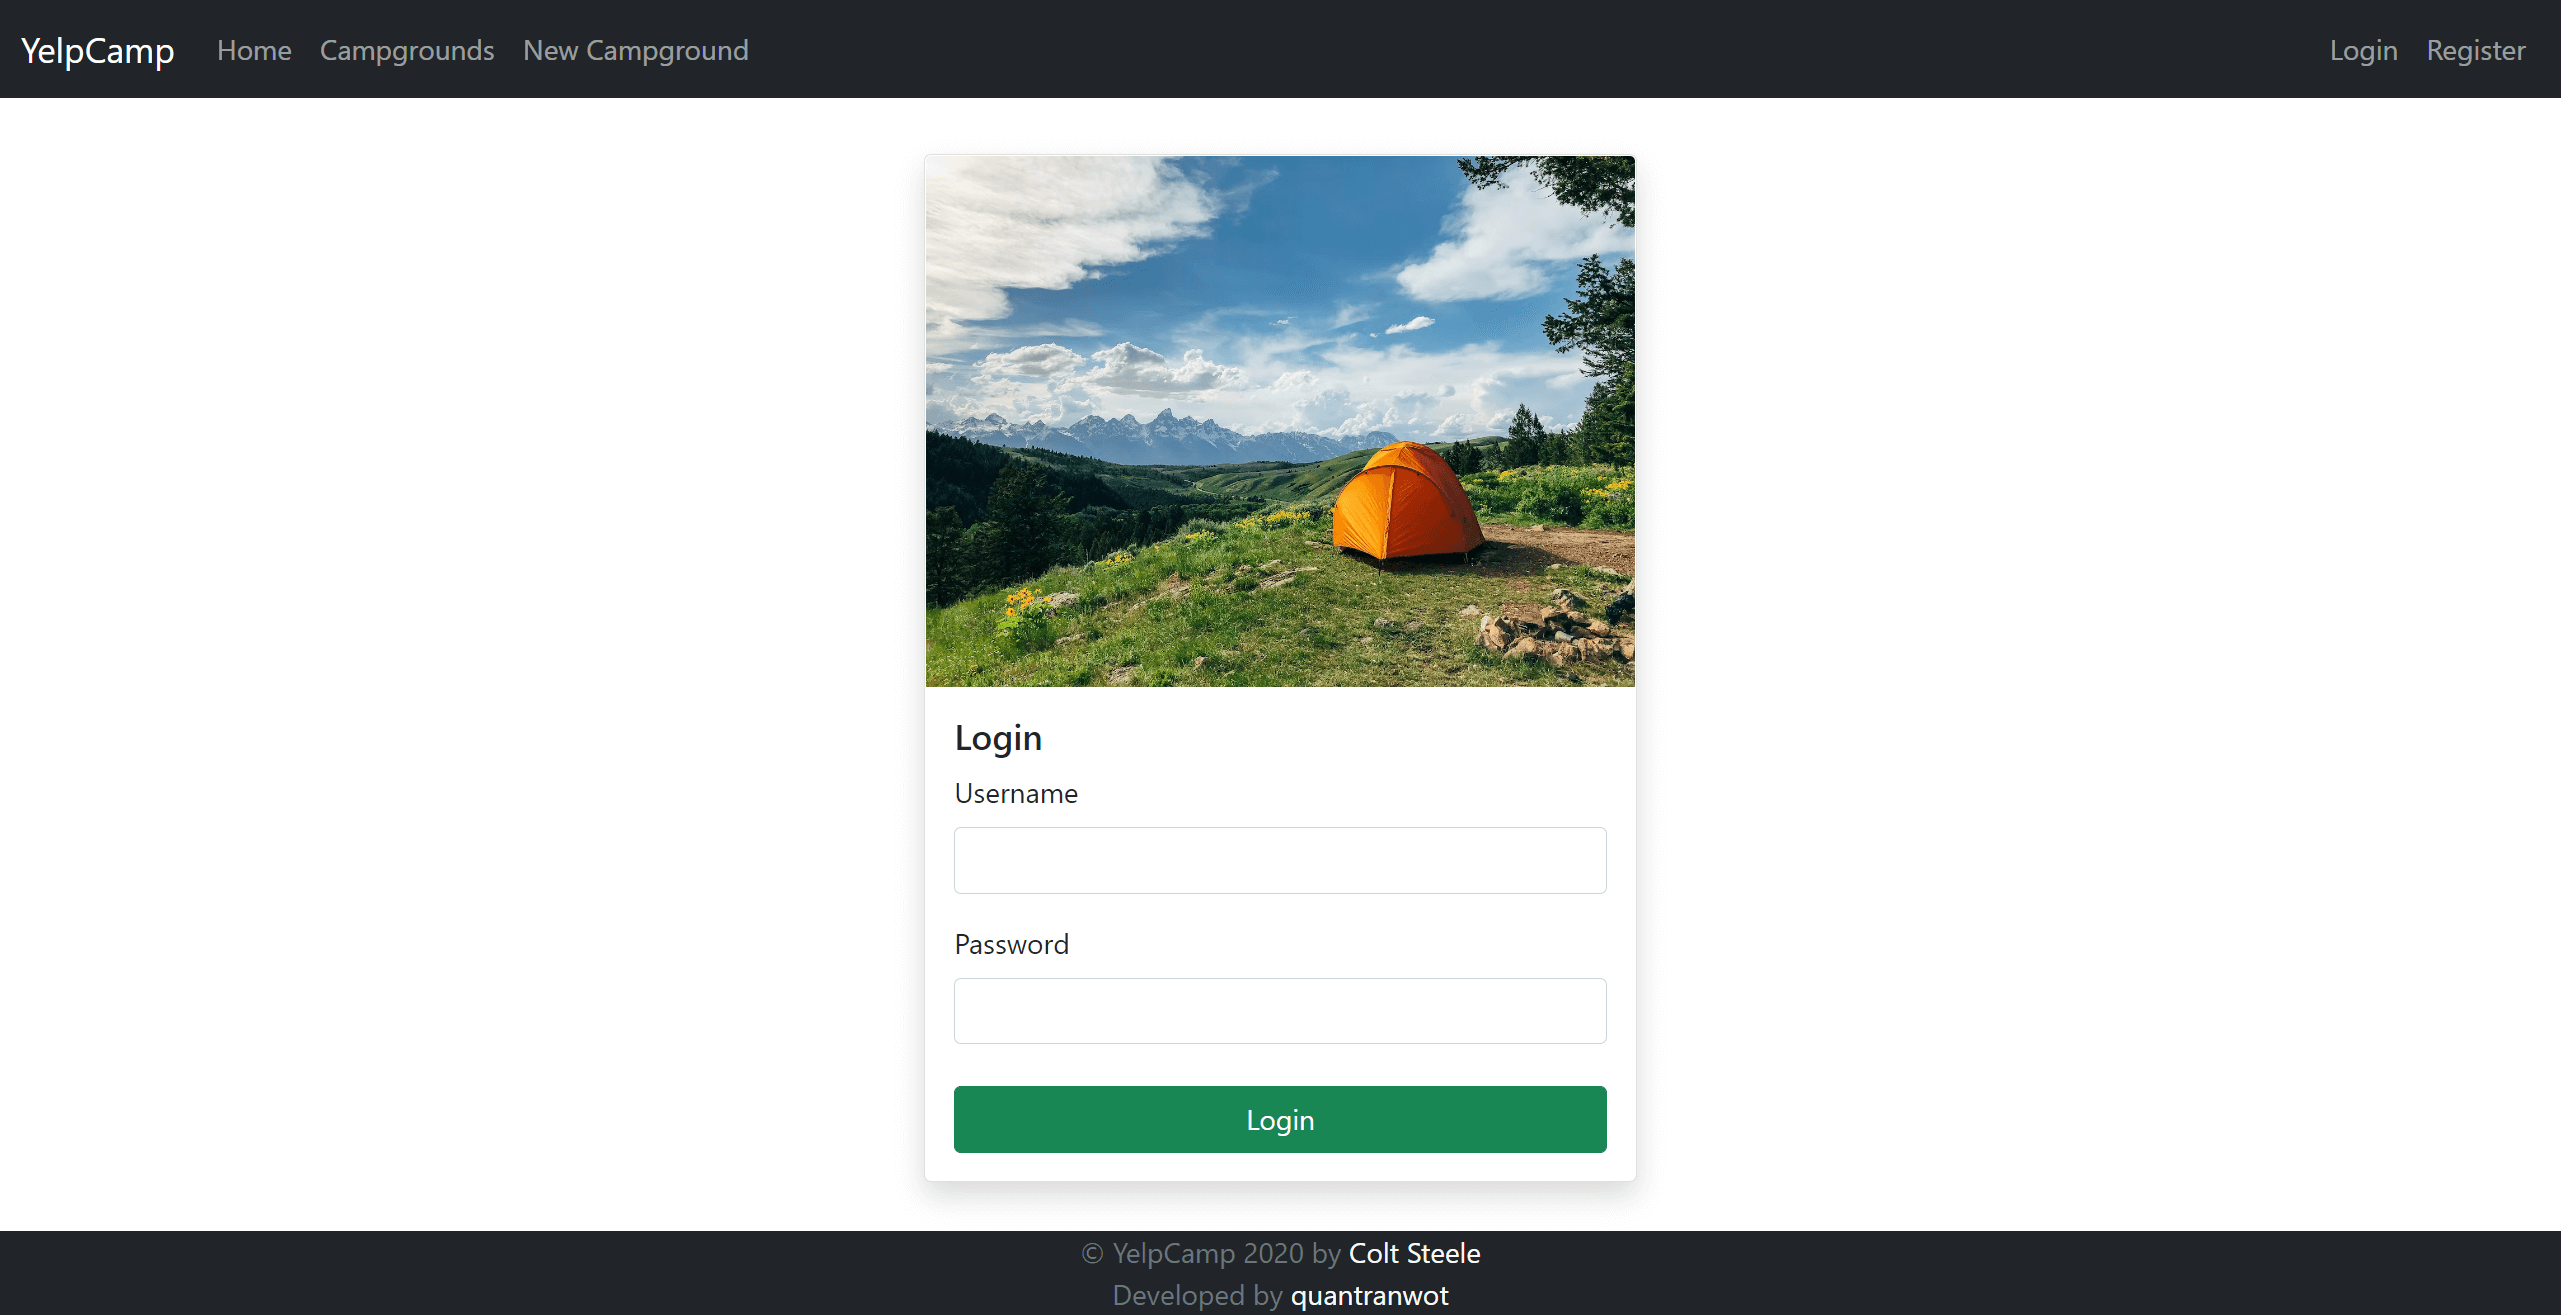 YelpCamp Home Campgrounds New Campground Login Register
Login
Username
Password
Login
© YelpCamp 2020 by Colt Steele
Developed by quantranwot